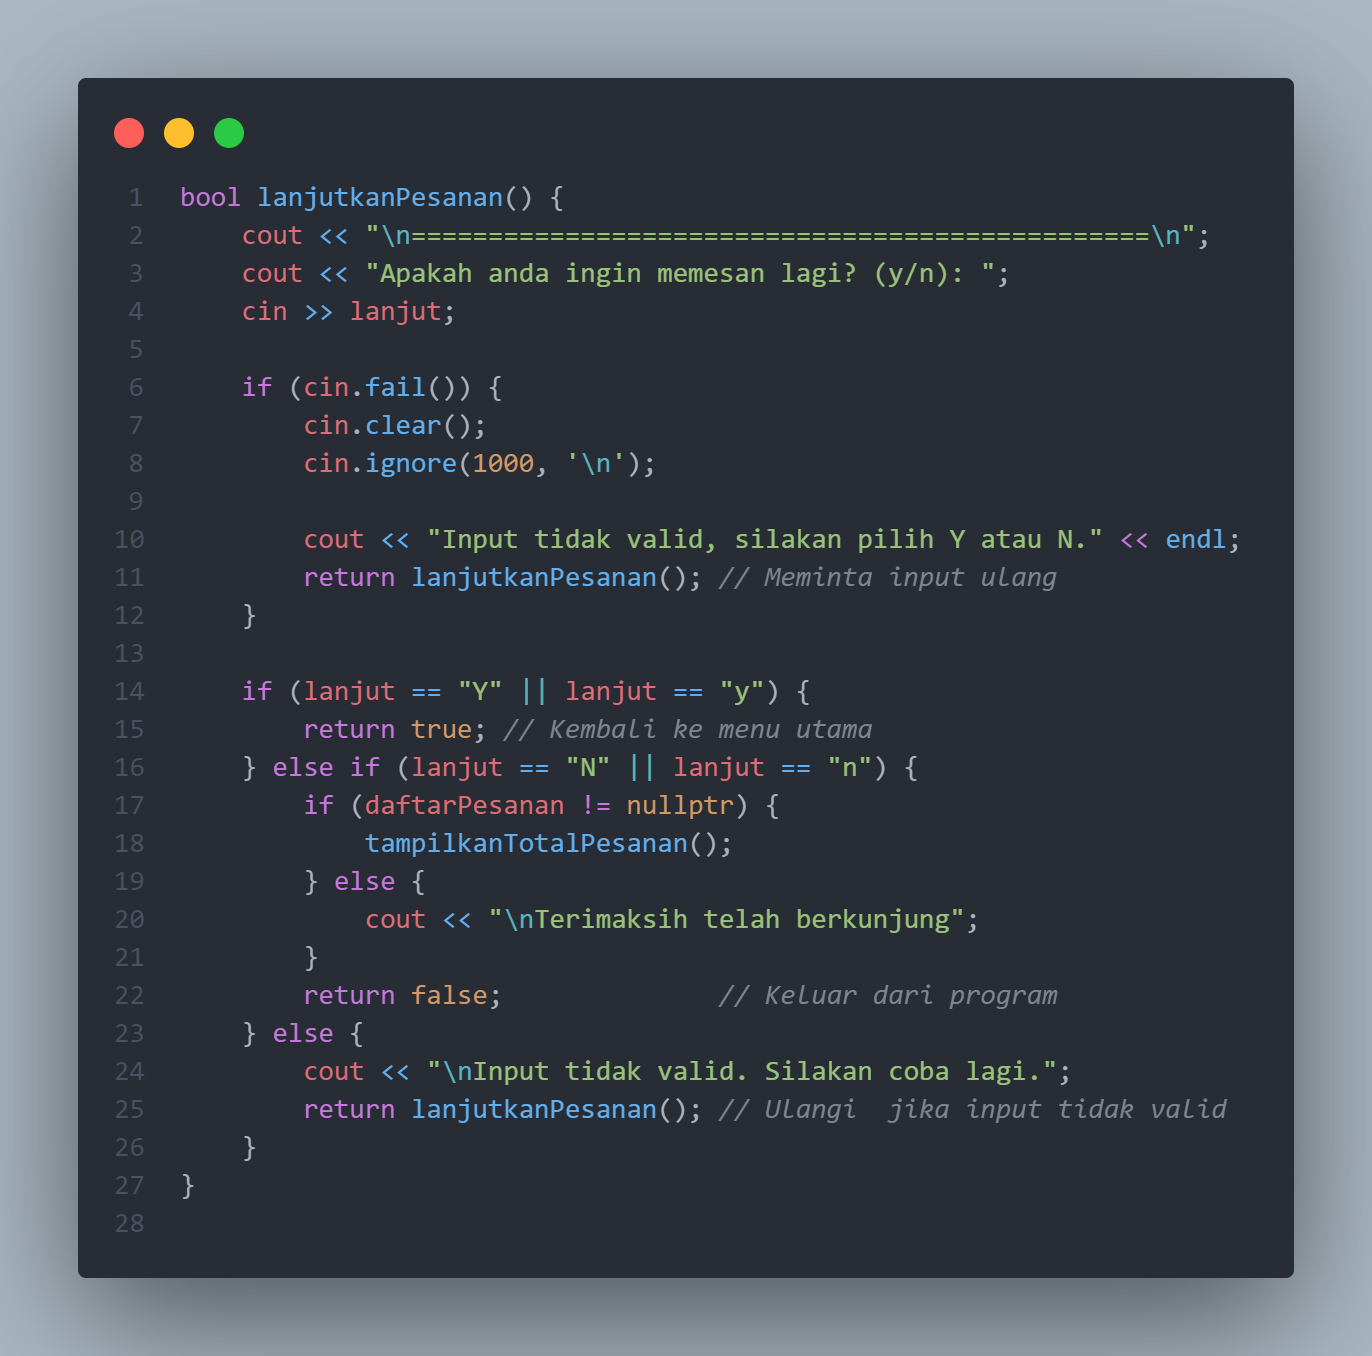 1 bool lanjutkanPesanan() {
2     cout << "\n================================================\n";
3     cout << "Apakah anda ingin memesan lagi? (y/n): ";
4     cin >> lanjut;
5
6     if (cin.fail()) {
7         cin.clear();
8         cin.ignore(1000, '\n');
9
10         cout << "Input tidak valid, silakan pilih Y atau N." << endl;
11         return lanjutkanPesanan(); // Meminta input ulang
12     }
13
14     if (lanjut == "Y" || lanjut == "y") {
15         return true; // Kembali ke menu utama
16     } else if (lanjut == "N" || lanjut == "n") {
17         if (daftarPesanan != nullptr) {
18             tampilkanTotalPesanan();
19         } else {
20             cout << "\nTerimaksih telah berkunjung";
21         }
22         return false;              // Keluar dari program
23     } else {
24         cout << "\nInput tidak valid. Silakan coba lagi.";
25         return lanjutkanPesanan(); // Ulangi  jika input tidak valid
26     }
27 }
28